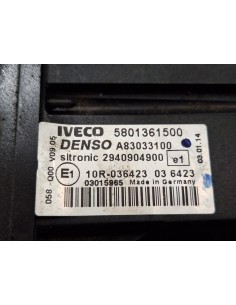 IVECO 5801361500
DENSO A83033100
sitronic 2940904900 e1
E1 10R-036423 03 6423
03015965 Made in Germany
058 - Q00 V09.05
03.01.14